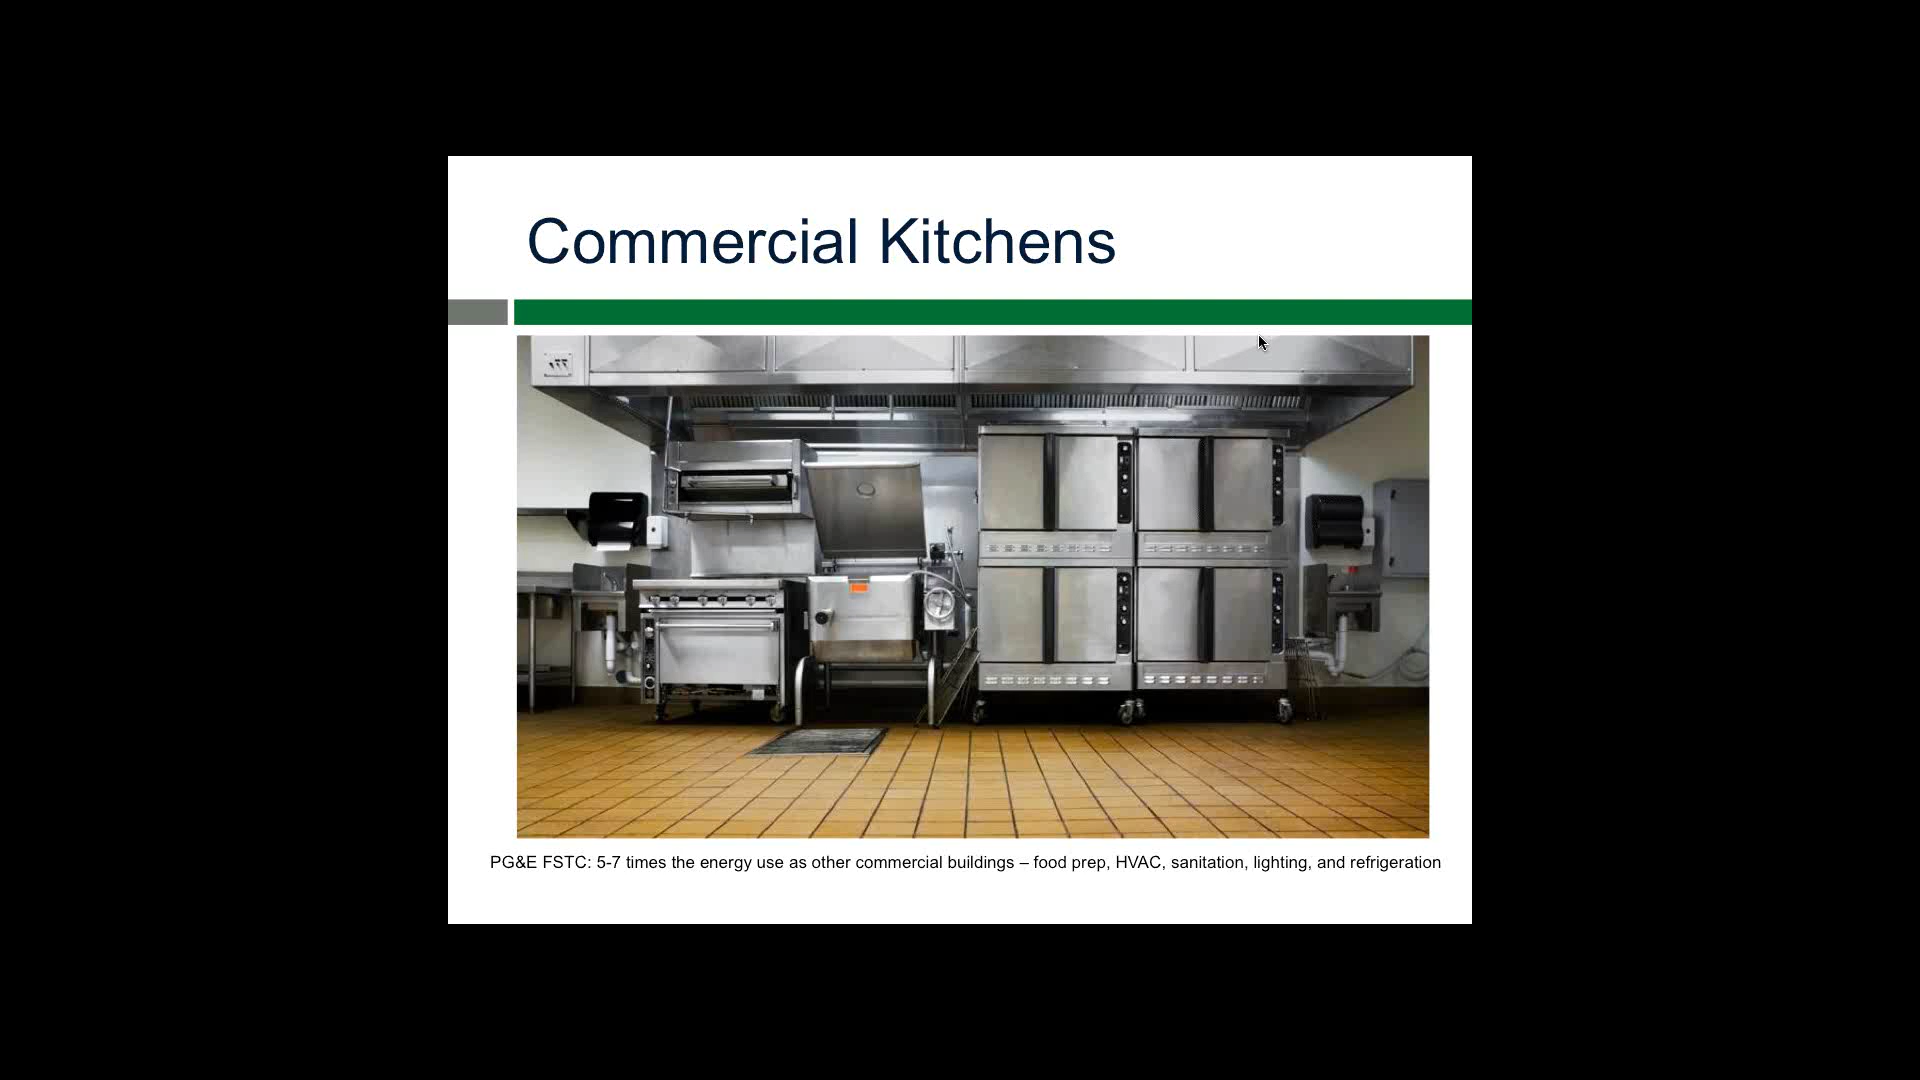 Commercial Kitchens
PG&E FSTC: 5-7 times the energy use as other commercial buildings – food prep, HVAC, sanitation, lighting, and refrigeration